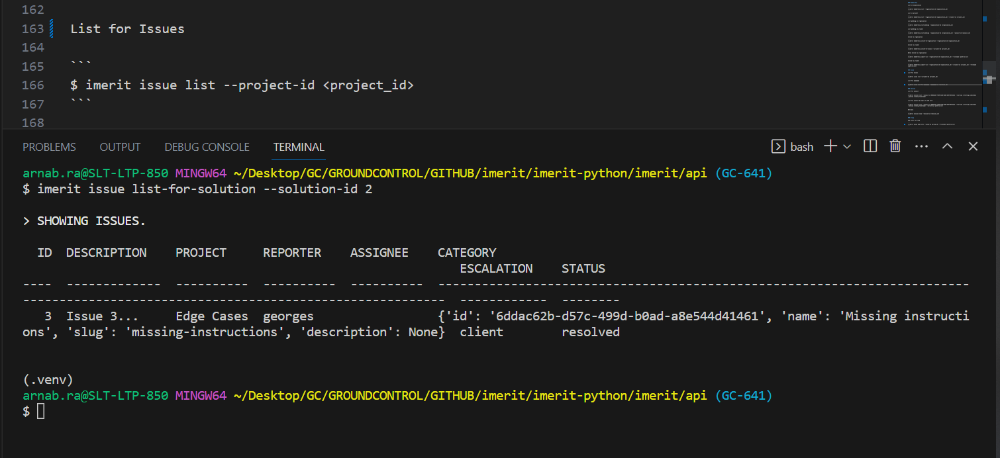 162
163 List for Issues
164
165 ```
166 $ imerit issue list --project-id <project_id>
167 ```
168
PROBLEMS OUTPUT DEBUG CONSOLE TERMINAL bash
arnab.ra@SLT-LTP-850 MINGW64 ~/Desktop/GC/GROUNDCONTROL/GITHUB/imerit/imerit-python/imerit/api (GC-641)
$ imerit issue list-for-solution --solution-id 2
> SHOWING ISSUES.
ID DESCRIPTION PROJECT REPORTER ASSIGNEE CATEGORY
ESCALATION STATUS
---- ------------- ---------- ---------- ---------- -------------------------------------------------------------------------
---------------------------------------------------------- ------------ --------
3 Issue 3... Edge Cases georges {'id': '6ddac62b-d57c-499d-b0ad-a8e544d41461', 'name': 'Missing instructi
ons', 'slug': 'missing-instructions', 'description': None} client resolved
(.venv)
arnab.ra@SLT-LTP-850 MINGW64 ~/Desktop/GC/GROUNDCONTROL/GITHUB/imerit/imerit-python/imerit/api (GC-641)
$